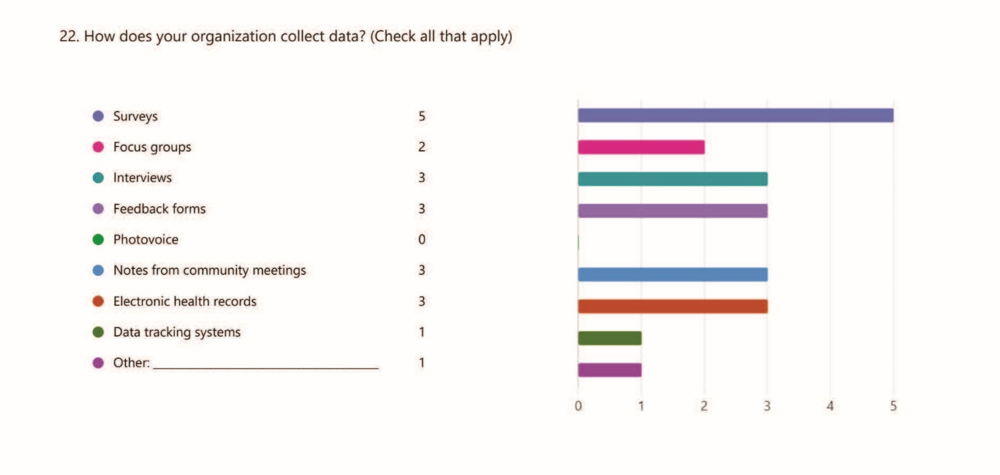 22. How does your organization collect data? (Check all that apply)
Surveys 5
Focus groups 2
Interviews 3
Feedback forms 3
Photovoice 0
Notes from community meetings 3
Electronic health records 3
Data tracking systems 1
Other: ________________________________ 1
0 1 2 3 4 5